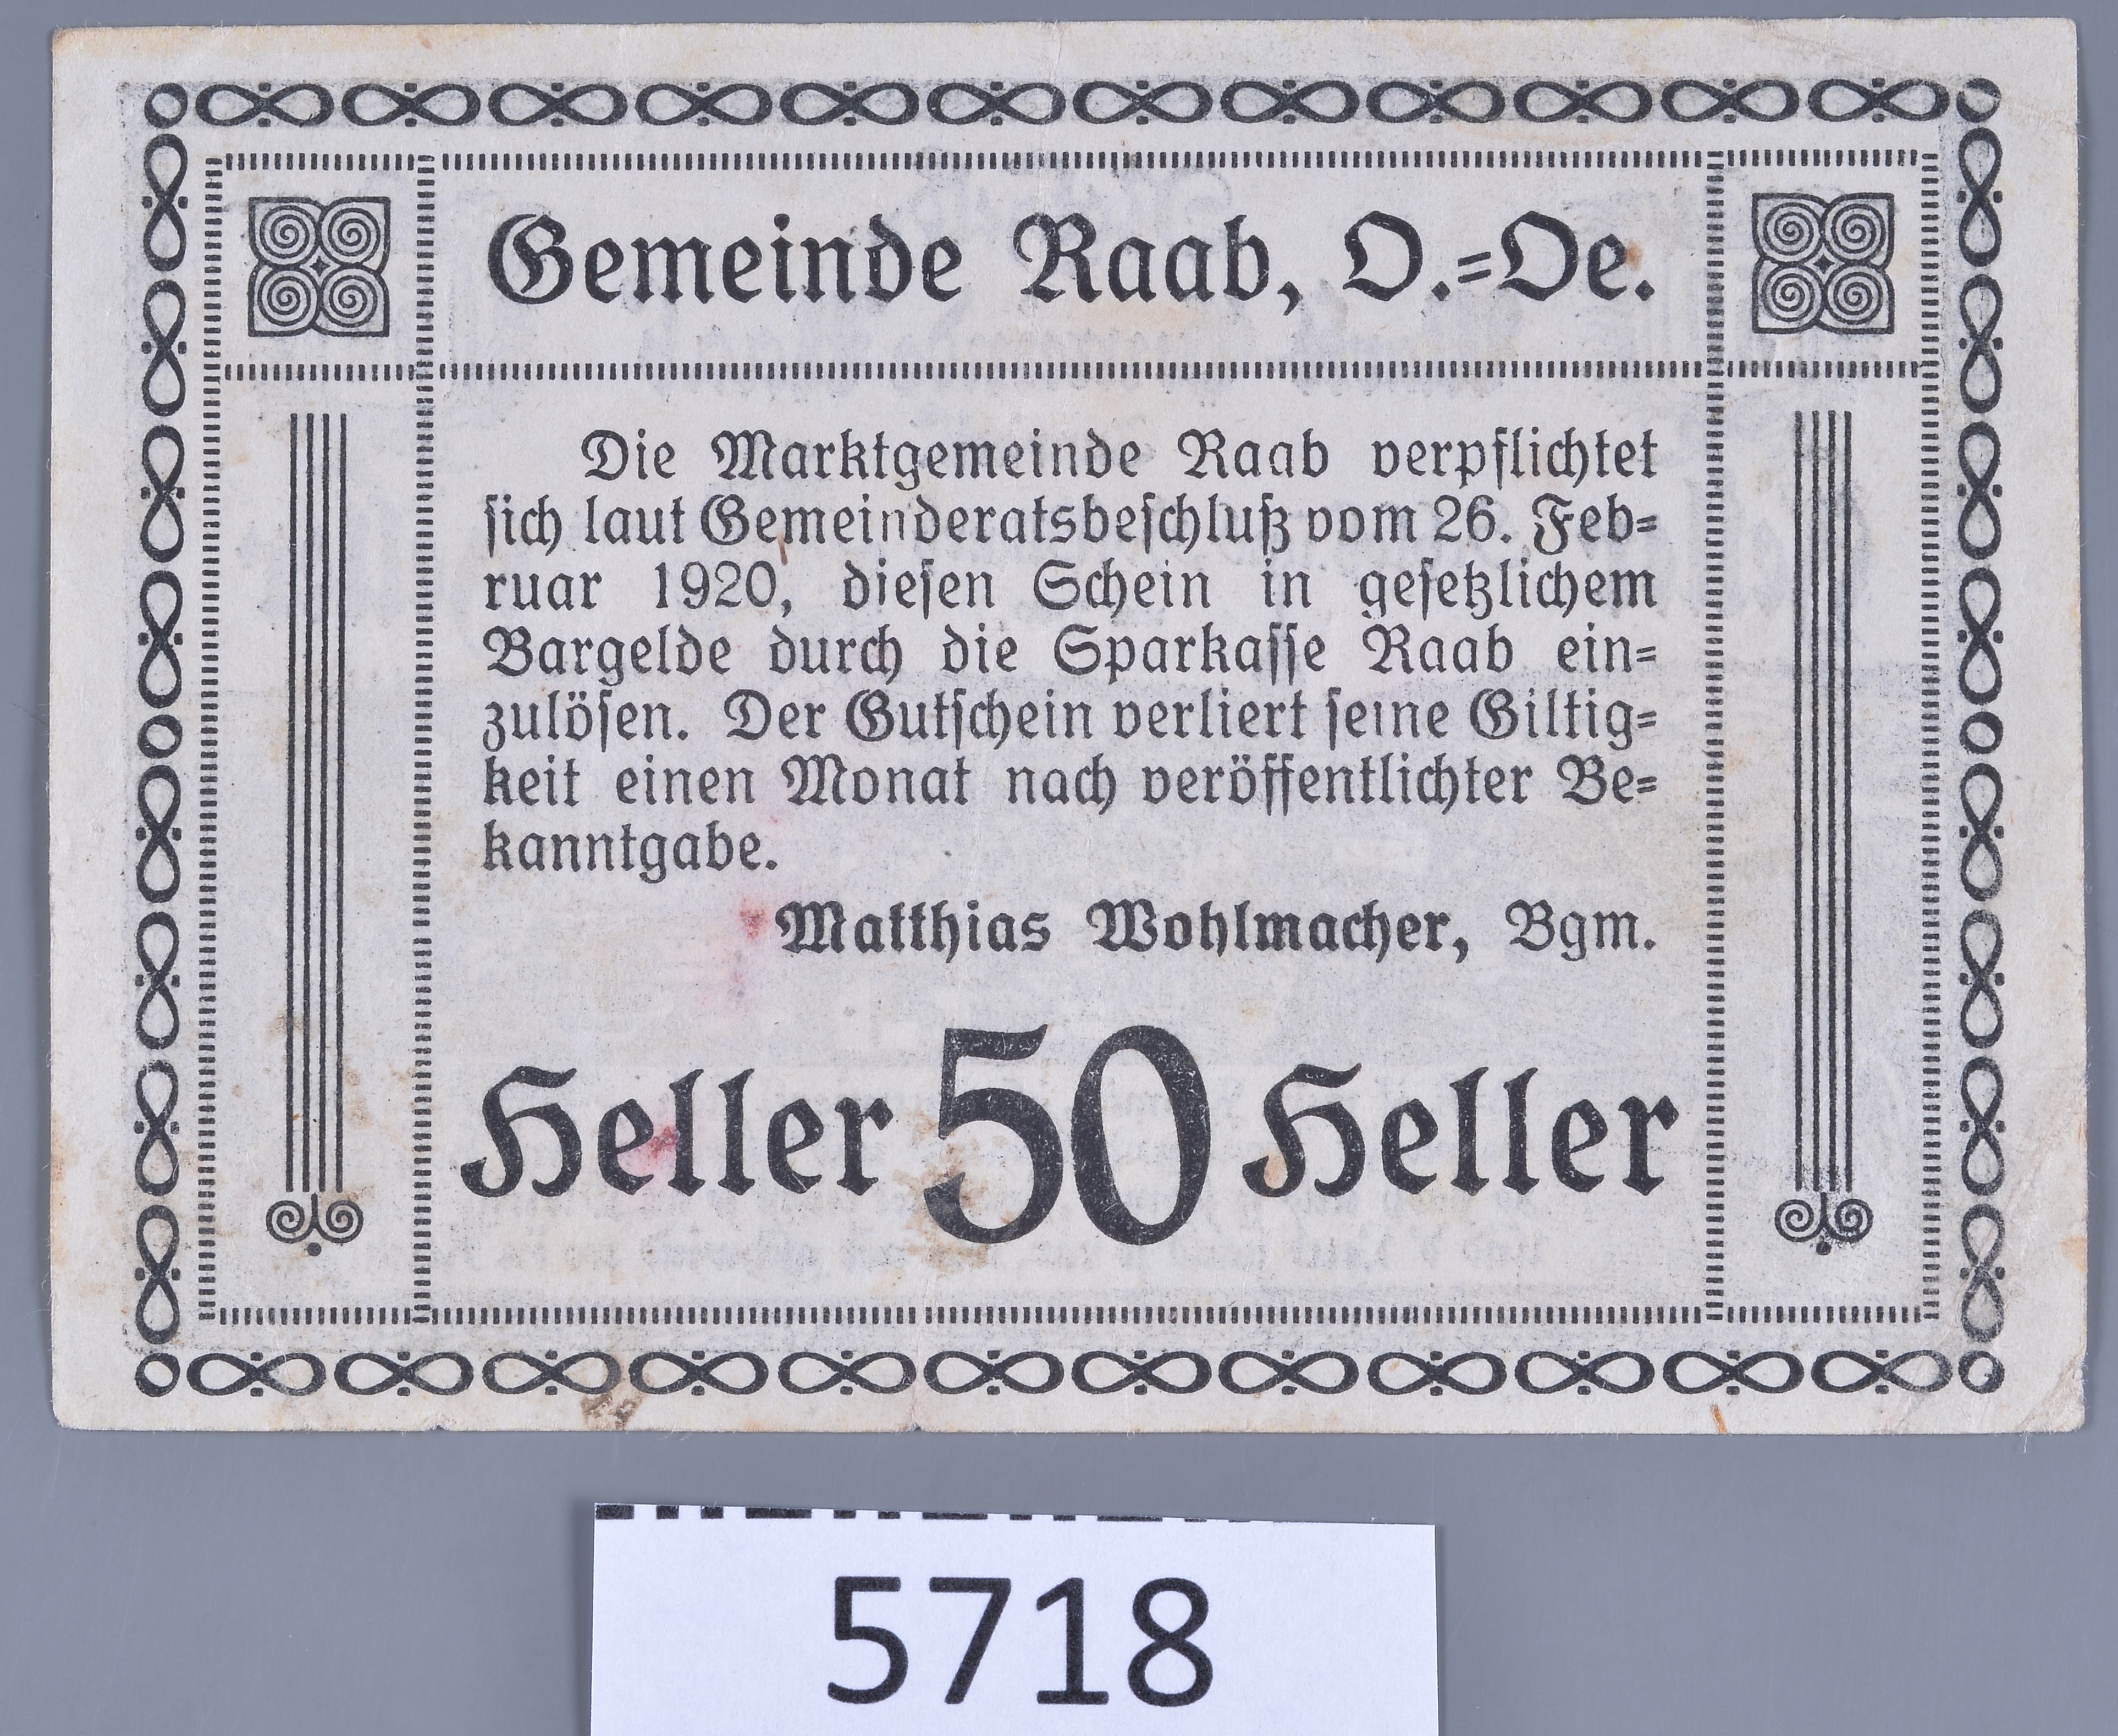 Gemeinde Raab, O.=Oe.
Die Marktgemeinde Raab verpflichtet
sich laut Gemeinderatsbeschluß vom 26. Feb=
ruar 1920, diesen Schein in gesetzlichem
Bargelde durch die Sparkasse Raab ein=
zulösen. Der Gutschein verliert seine Giltig=
keit einen Monat nach veröffentlichter Be=
kanntgabe.
Matthias Wohlmacher, Bgm.
Heller 50 Heller
5718